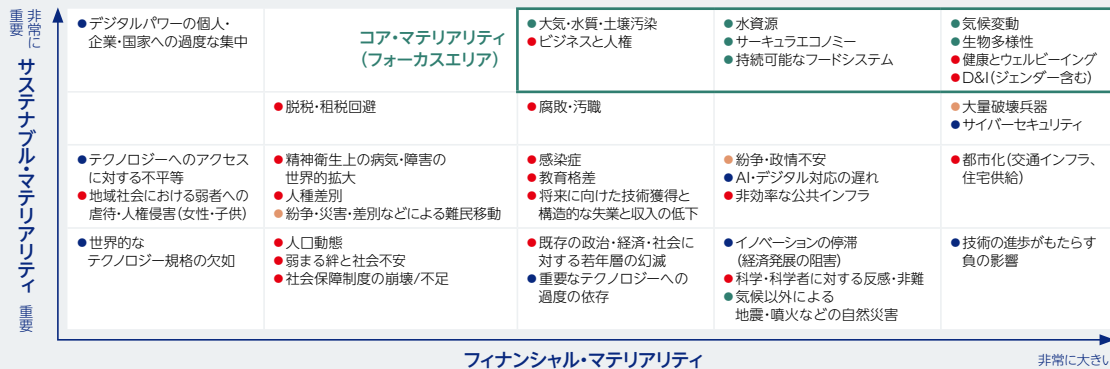 非常に
重要
サステナブル・マテリアリティ
重要
●デジタルパワーの個人・
企業・国家への過度な集中
コア・マテリアリティ
(フォーカスエリア)
●大気・水質・土壌汚染
●ビジネスと人権
●水資源
●サーキュラエコノミー
●持続可能なフードシステム
●気候変動
●生物多様性
●健康とウェルビーイング
●D&I(ジェンダー含む)
●脱税・租税回避
●腐敗・汚職
●大量破壊兵器
●サイバーセキュリティ
●テクノロジーへのアクセス
に対する不平等
●地域社会における弱者への
虐待・人権侵害(女性・子供)
●精神衛生上の病気・障害の
世界的拡大
●人種差別
●紛争・災害・差別などによる難民移動
●感染症
●教育格差
●将来に向けた技術獲得と
構造的な失業と収入の低下
●紛争・政情不安
●AI・デジタル対応の遅れ
●非効率な公共インフラ
●都市化(交通インフラ、
住宅供給)
●世界的な
テクノロジー規格の欠如
●人口動態
●弱まる絆と社会不安
●社会保障制度の崩壊/不足
●既存の政治・経済・社会に
対する若年層の幻滅
●重要なテクノロジーへの
過度の依存
●イノベーションの停滞
(経済発展の阻害)
●科学・科学者に対する反感・非難
●気候以外による
地震・噴火などの自然災害
●技術の進歩がもたらす
負の影響
フィナンシャル・マテリアリティ
非常に大きい